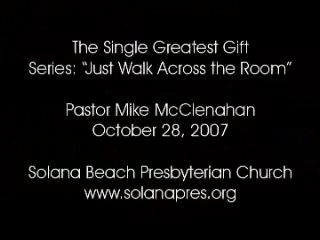 The Single Greatest Gift
Series: “Just Walk Across the Room”
Pastor Mike McClenahan
October 28, 2007
Solana Beach Presbyterian Church
www.solanapres.org